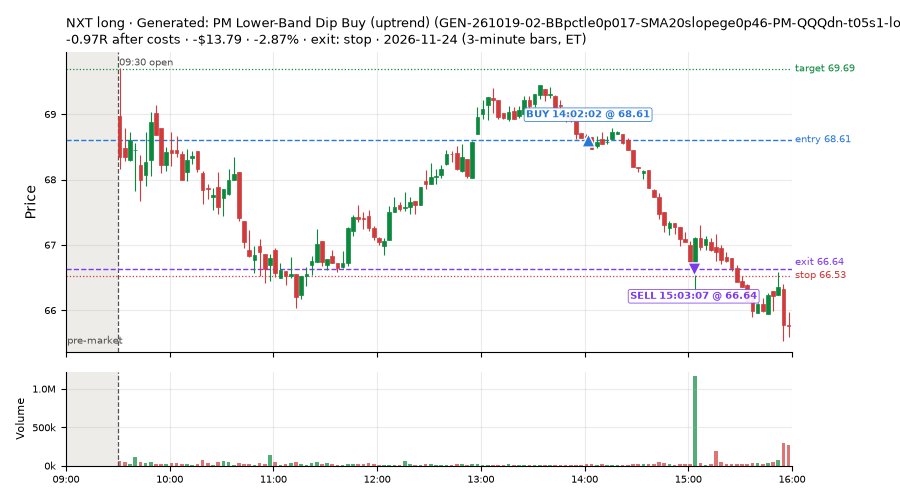 NXT long · Generated: PM Lower-Band Dip Buy (uptrend) (GEN-261019-02-BBpctle0p017-SMA20slopege0p46-PM-QQQdn-t05s1-lo
-0.97R after costs · -$13.79 · -2.87% · exit: stop · 2026-11-24 (3-minute bars, ET)
09:30 open
target 69.69
69
BUY 14:02:02 @ 68.61
entry 68.61
68
Price
67
exit 66.64
stop 66.53
SELL 15:03:07 @ 66.64
66
pre-market
1.0M
Volume
500k
0k
09:00 10:00 11:00 12:00 13:00 14:00 15:00 16:00